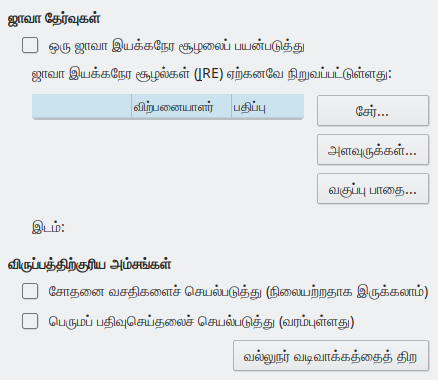 ஜாவா தேர்வுகள்
ஒரு ஜாவா இயக்கநேர சூழலைப் பயன்படுத்து
ஜாவா இயக்கநேர சூழல்கள் (JRE) ஏற்கனவே நிறுவப்பட்டுள்ளது:
விற்பனையாளர் பதிப்பு
சேர்...
அளவுருக்கள்...
வகுப்பு பாதை...
இடம்:
விருப்பத்திற்குரிய அம்சங்கள்
சோதனை வசதிகளைச் செயல்படுத்து (நிலையற்றதாக இருக்கலாம்)
பெருமப் பதிவுசெய்தலைச் செயல்படுத்து (வரம்புள்ளது)
வல்லுநர் வடிவாக்கத்தைத் திற